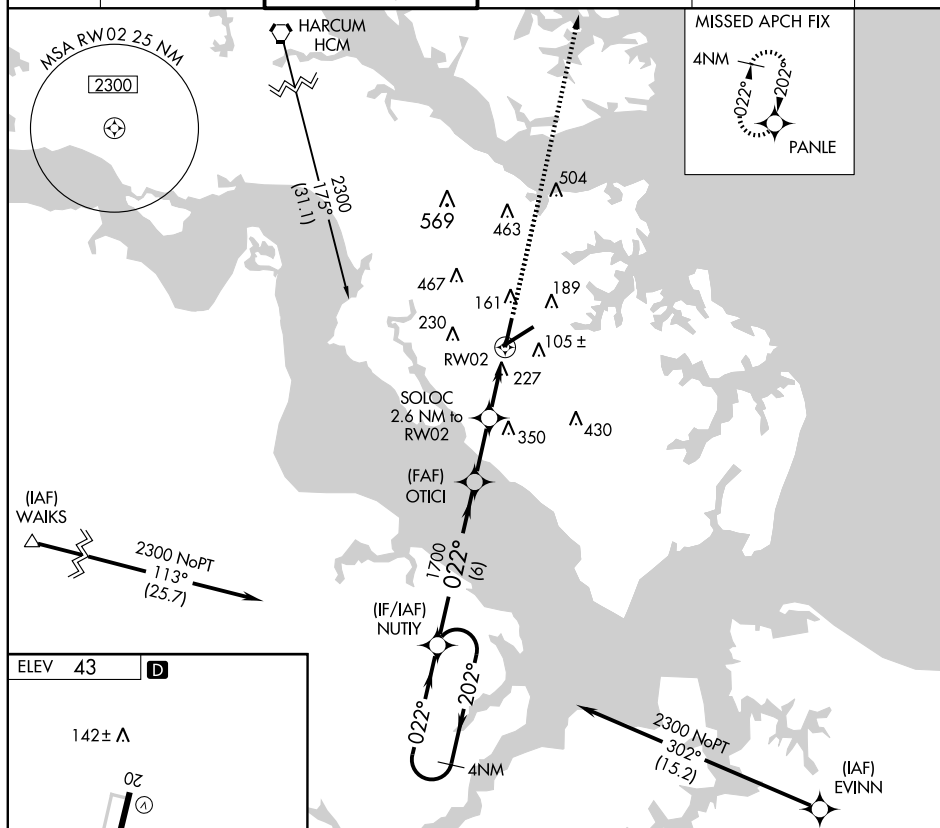 HARCUM
HCM
MISSED APCH FIX
4NM
022°
202°
PANLE
MSA RW02 25 NM
2300
2300
175°
(31.1)
504
569
463
467
161
189
230
RW02
105 ±
227
SOLOC
2.6 NM to
RW02
350
430
(FAF)
OTICI
(IAF)
WAIKS
2300 NoPT
113°
(25.7)
1700
022°
(6)
(IF/IAF)
NUTIY
022°
202°
4NM
2300 NoPT
302°
(15.2)
(IAF)
EVINN
ELEV 43 D
142 ±
20
V